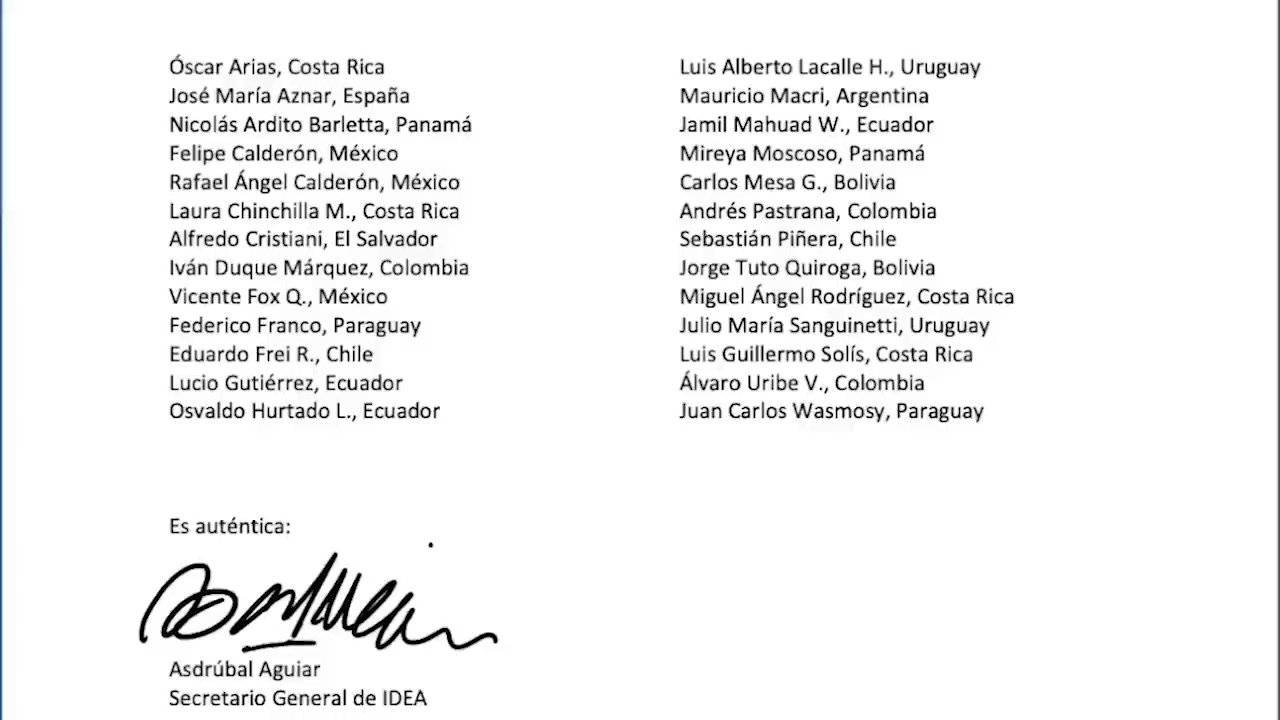 Óscar Arias, Costa Rica
José María Aznar, España
Nicolás Ardito Barletta, Panamá
Felipe Calderón, México
Rafael Ángel Calderón, México
Laura Chinchilla M., Costa Rica
Alfredo Cristiani, El Salvador
Iván Duque Márquez, Colombia
Vicente Fox Q., México
Federico Franco, Paraguay
Eduardo Frei R., Chile
Lucio Gutiérrez, Ecuador
Osvaldo Hurtado L., Ecuador
Luis Alberto Lacalle H., Uruguay
Mauricio Macri, Argentina
Jamil Mahuad W., Ecuador
Mireya Moscoso, Panamá
Carlos Mesa G., Bolivia
Andrés Pastrana, Colombia
Sebastián Piñera, Chile
Jorge Tuto Quiroga, Bolivia
Miguel Ángel Rodríguez, Costa Rica
Julio María Sanguinetti, Uruguay
Luis Guillermo Solís, Costa Rica
Álvaro Uribe V., Colombia
Juan Carlos Wasmosy, Paraguay
Es auténtica:
Asdrúbal Aguiar
Secretario General de IDEA